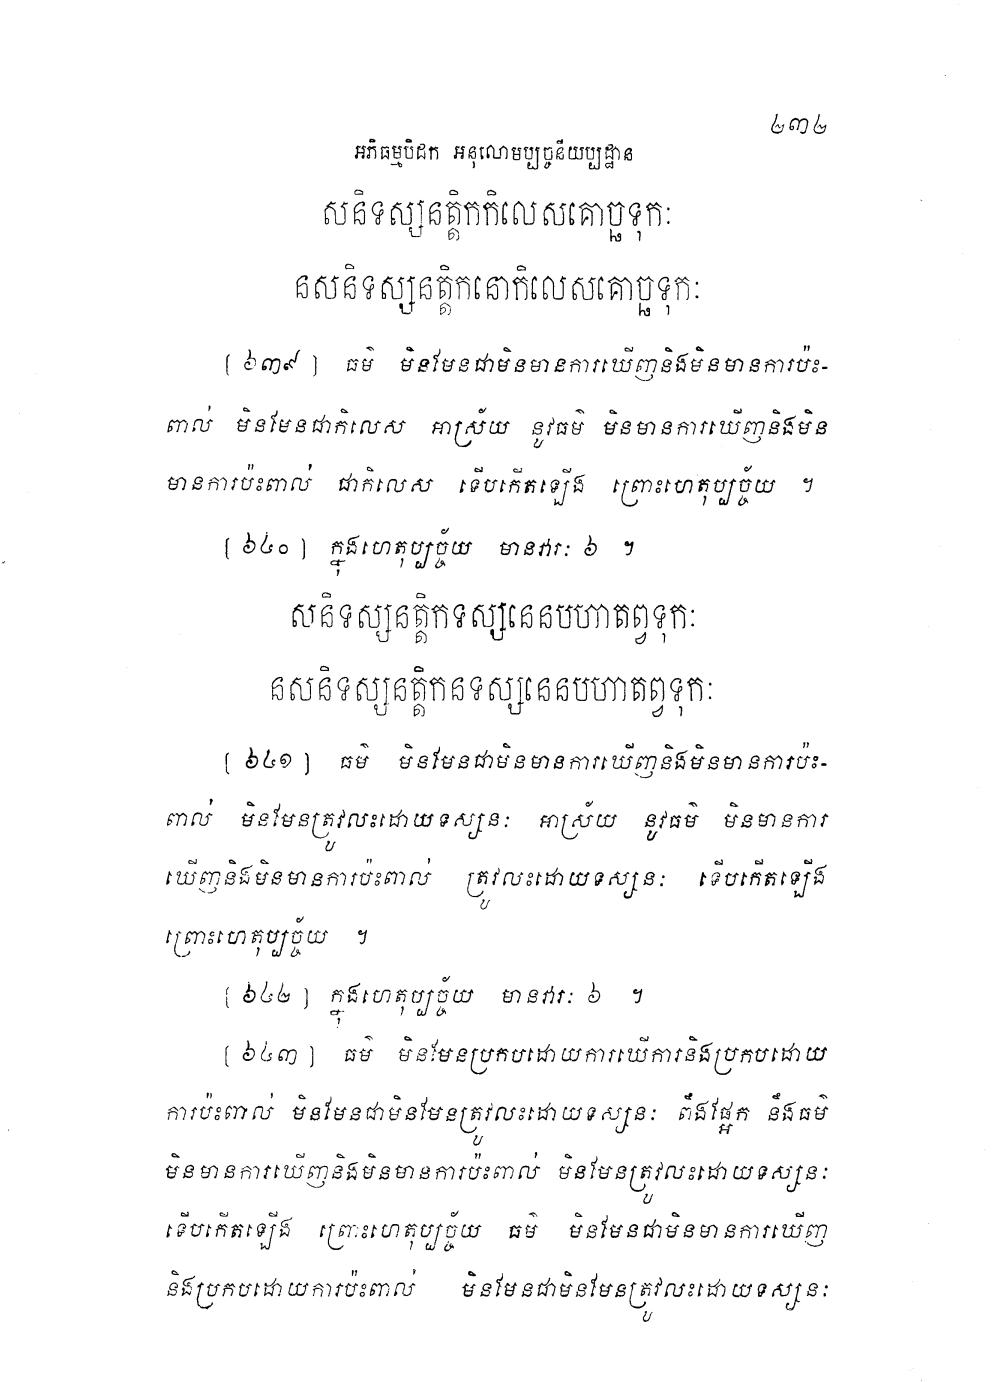 ២៣២
អភិធម្មបិដក អនុលោមប្បច្ចនីយប្បដ្ឋាន
សនិទស្សនត្តិកកិលេសគោច្ឆទុកៈ
នសនិទស្សនត្តិកនោកិលេសគោច្ឆទុកៈ
[ ៦៣៩ ] ធម៌ មិនមែនជាមិនមានការឃើញនិងមិនមានការប៉ះ-
ពាល់ មិនមែនជាកិលេស អាស្រ័យ នូវធម៌ មិនមានការឃើញនិងមិន
មានការប៉ះពាល់ ជាកិលេស ទើបកើតឡើង ព្រោះហេតុប្បច្ច័យ ។
[ ៦៤០ ] ក្នុងហេតុប្បច្ច័យ មានវារៈ ៦ ។
សនិទស្សនត្តិកទស្សនេនបហាតព្វទុកៈ
នសនិទស្សនត្តិកនទស្សនេនបហាតព្វទុកៈ
[ ៦៤១ ] ធម៌ មិនមែនជាមិនមានការឃើញនិងមិនមានការប៉ះ-
ពាល់ មិនមែនត្រូវលះដោយទស្សនៈ អាស្រ័យ នូវធម៌ មិនមានការ
ឃើញនិងមិនមានការប៉ះពាល់ ត្រូវលះដោយទស្សនៈ ទើបកើតឡើង
ព្រោះហេតុប្បច្ច័យ ។
[ ៦៤២ ] ក្នុងហេតុប្បច្ច័យ មានវារៈ ៦ ។
[ ៦៤៣ ] ធម៌ មិនមែនប្រកបដោយការឃើការនិងប្រកបដោយ
ការប៉ះពាល់ មិនមែនជាមិនមែនត្រូវលះដោយទស្សនៈ ពឹងផ្អែក នឹងធម៌
មិនមានការឃើញនិងមិនមានការប៉ះពាល់ មិនមែនត្រូវលះដោយទស្សនៈ
ទើបកើតឡើង ព្រោះហេតុប្បច្ច័យ ធម៌ មិនមែនជាមិនមានការឃើញ
និងប្រកបដោយការប៉ះពាល់ មិនមែនជាមិនមែនត្រូវលះដោយទស្សនៈ